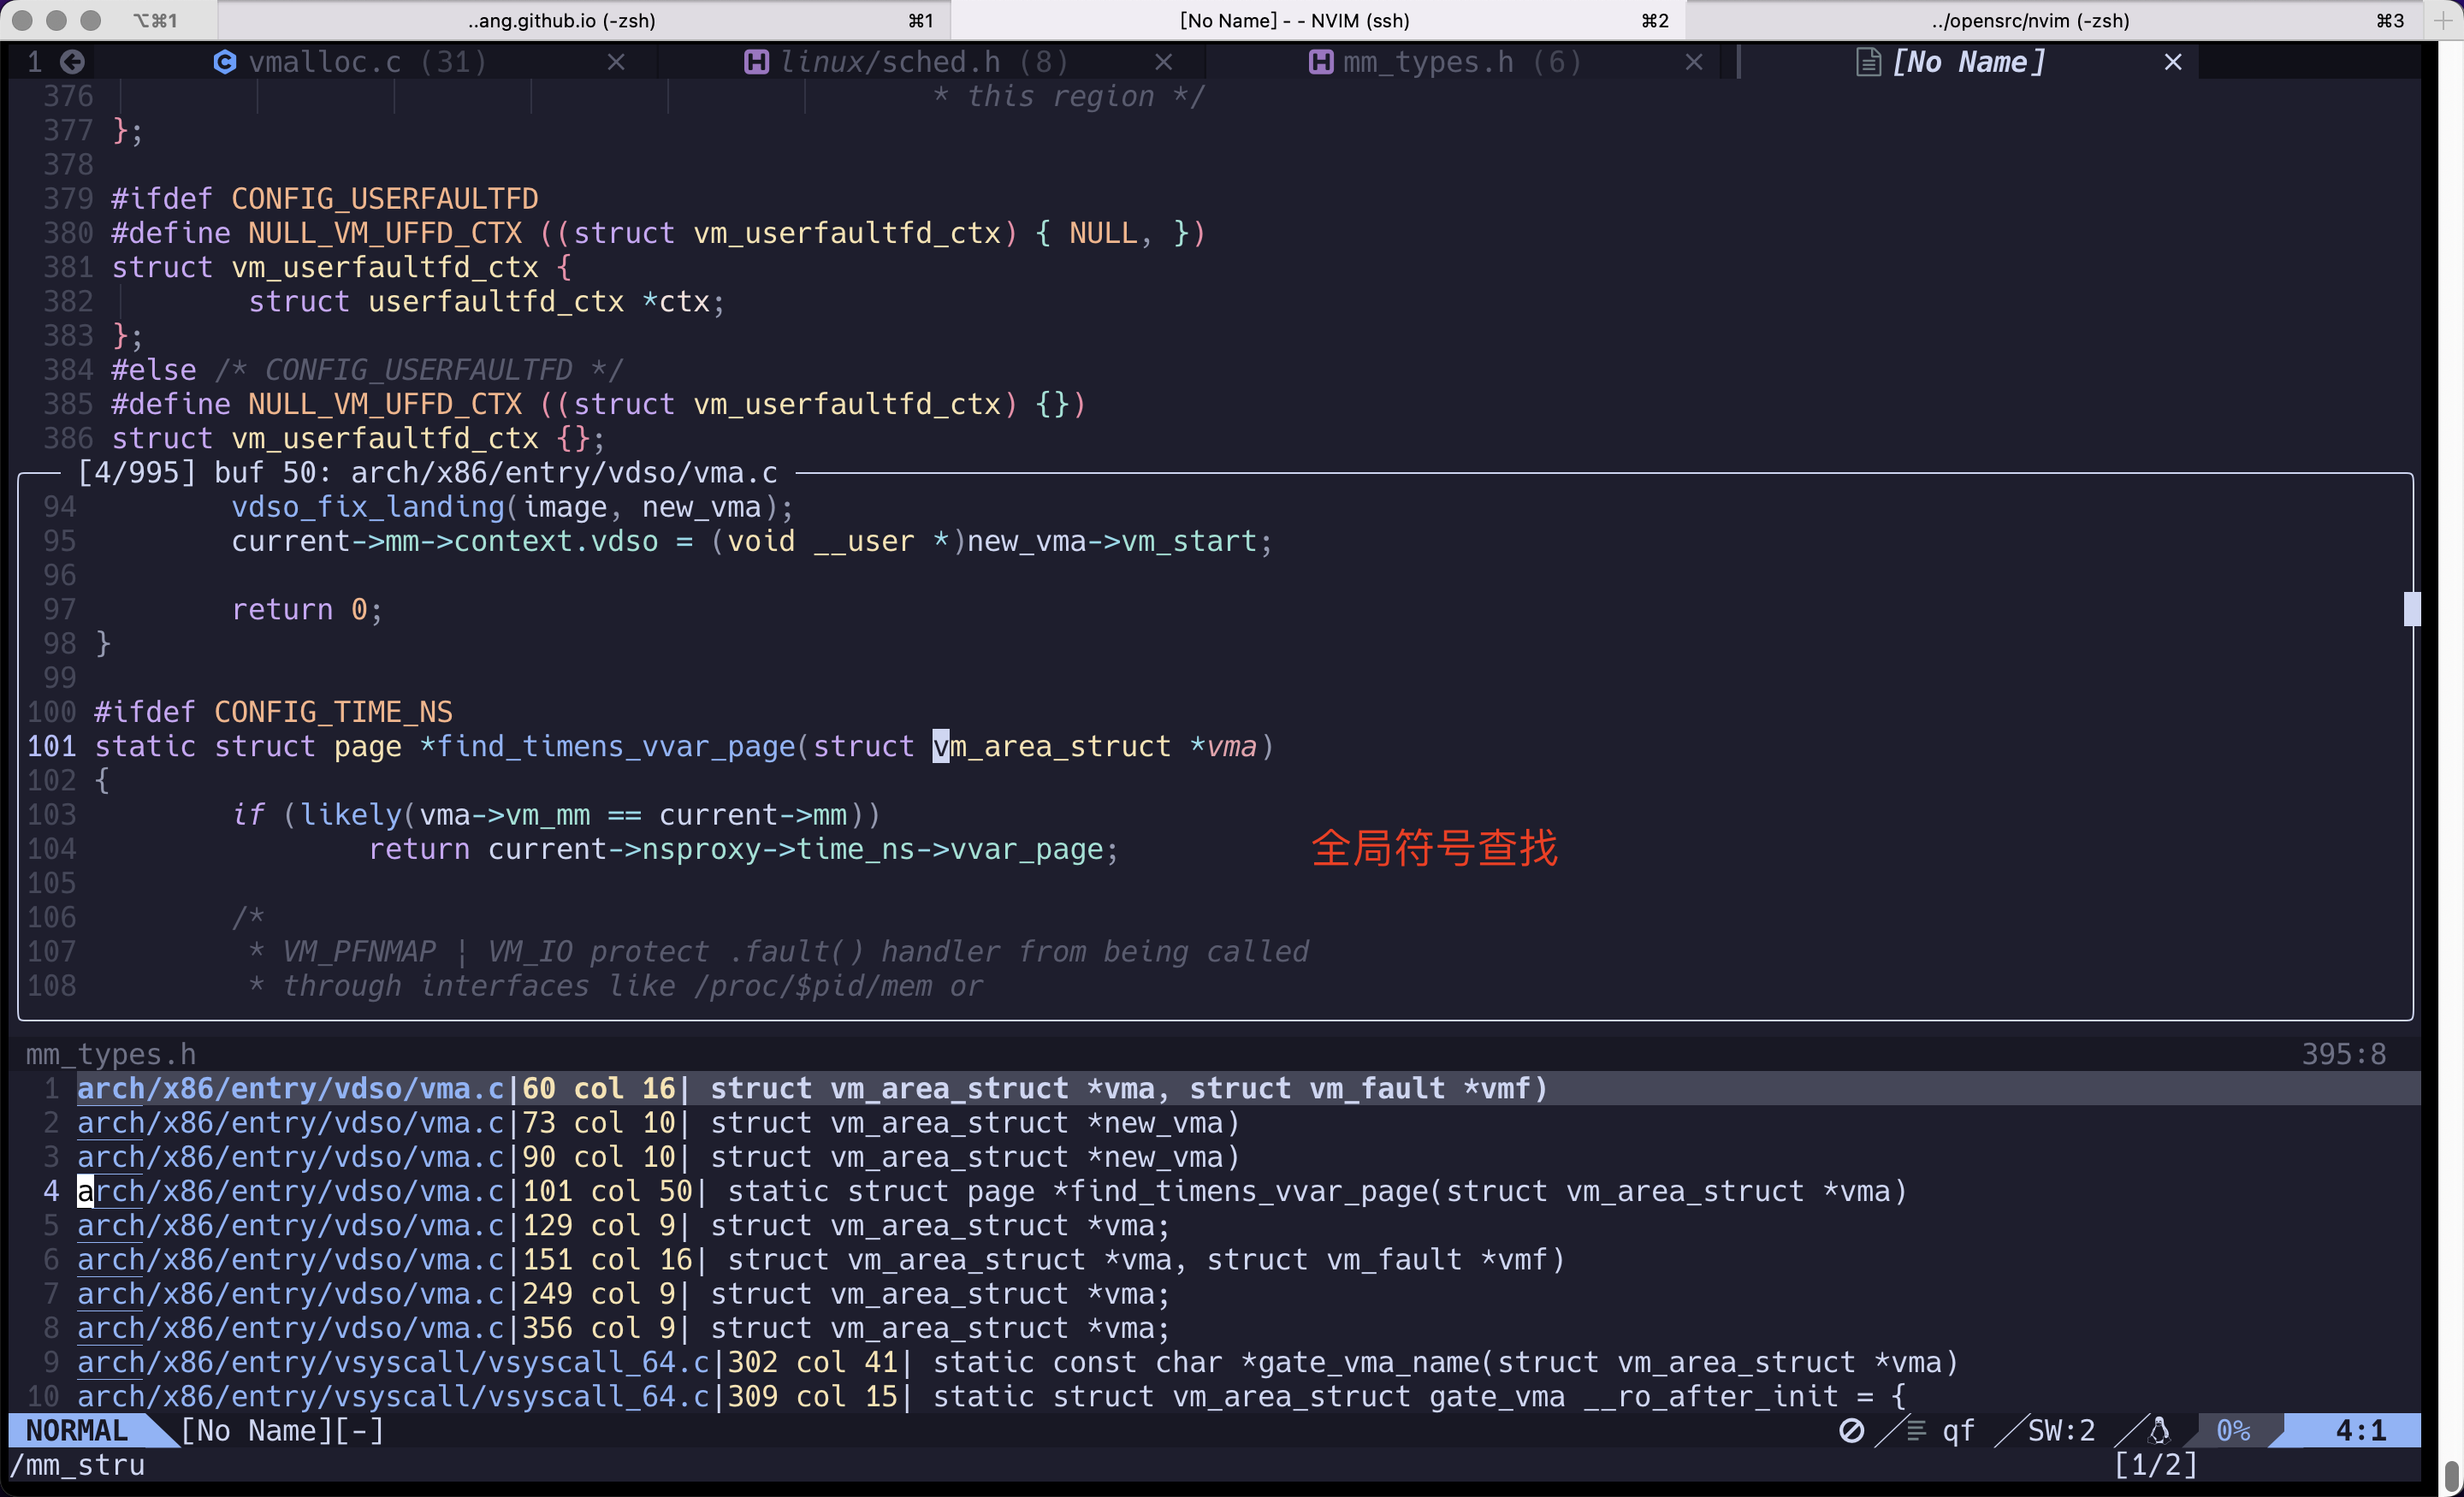 ⌥⌘1 ..ang.github.io (-zsh) ⌘1 [No Name] - - NVIM (ssh) ⌘2 ../opensrc/nvim (-zsh) ⌘3
1 vmalloc.c (31) × linux/sched.h (8) × mm_types.h (6) × [No Name] ×
376 * this region */
377 };
378
379 #ifdef CONFIG_USERFAULTFD
380 #define NULL_VM_UFFD_CTX ((struct vm_userfaultfd_ctx) { NULL, })
381 struct vm_userfaultfd_ctx {
382 struct userfaultfd_ctx *ctx;
383 };
384 #else /* CONFIG_USERFAULTFD */
385 #define NULL_VM_UFFD_CTX ((struct vm_userfaultfd_ctx) {})
386 struct vm_userfaultfd_ctx {};
[4/995] buf 50: arch/x86/entry/vdso/vma.c
94 vdso_fix_landing(image, new_vma);
95 current->mm->context.vdso = (void __user *)new_vma->vm_start;
96
97 return 0;
98 }
99
100 #ifdef CONFIG_TIME_NS
101 static struct page *find_timens_vvar_page(struct vm_area_struct *vma)
102 {
103 if (likely(vma->vm_mm == current->mm))
104 return current->nsproxy->time_ns->vvar_page; 全局符号查找
105
106 /*
107 * VM_PFNMAP | VM_IO protect .fault() handler from being called
108 * through interfaces like /proc/$pid/mem or
mm_types.h 395:8
1 arch/x86/entry/vdso/vma.c|60 col 16| struct vm_area_struct *vma, struct vm_fault *vmf)
2 arch/x86/entry/vdso/vma.c|73 col 10| struct vm_area_struct *new_vma)
3 arch/x86/entry/vdso/vma.c|90 col 10| struct vm_area_struct *new_vma)
4 arch/x86/entry/vdso/vma.c|101 col 50| static struct page *find_timens_vvar_page(struct vm_area_struct *vma)
5 arch/x86/entry/vdso/vma.c|129 col 9| struct vm_area_struct *vma;
6 arch/x86/entry/vdso/vma.c|151 col 16| struct vm_area_struct *vma, struct vm_fault *vmf)
7 arch/x86/entry/vdso/vma.c|249 col 9| struct vm_area_struct *vma;
8 arch/x86/entry/vdso/vma.c|356 col 9| struct vm_area_struct *vma;
9 arch/x86/entry/vsyscall/vsyscall_64.c|302 col 41| static const char *gate_vma_name(struct vm_area_struct *vma)
10 arch/x86/entry/vsyscall/vsyscall_64.c|309 col 15| static struct vm_area_struct gate_vma __ro_after_init = {
NORMAL [No Name][-] qf SW:2 0% 4:1
/mm_stru [1/2]